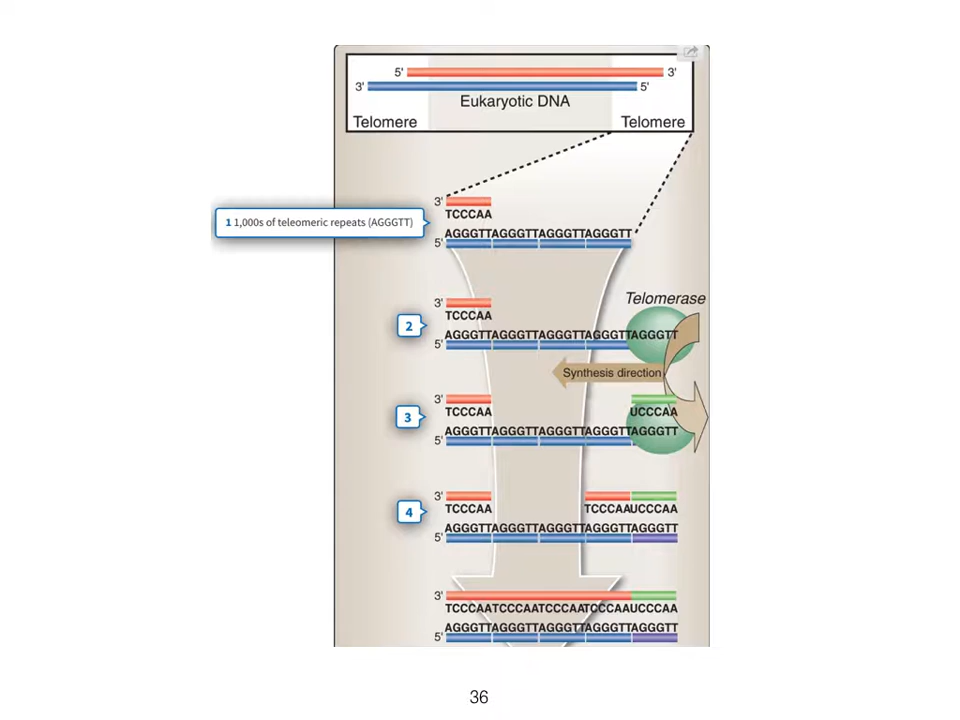 5' 3'
3' 5'
Eukaryotic DNA
Telomere Telomere
3'
TCCCAA
1 1,000s of teleomeric repeats (AGGGTT)
AGGGTTAGGGTTAGGGTTAGGGTT
5'
Telomerase
3'
TCCCAA
2
AGGGTTAGGGTTAGGGTTAGGGTTAGGGTT
5'
Synthesis direction
3'
TCCCAA UCCCAA
3
AGGGTTAGGGTTAGGGTTAGGGTTAGGGTT
5'
3'
TCCCAA TCCCAAUCCCAA
4
AGGGTTAGGGTTAGGGTTAGGGTTAGGGTT
5'
3'
TCCCAATCCCAATCCCAATCCCAAUCCCAA
AGGGTTAGGGTTAGGGTTAGGGTTAGGGTT
5'
36